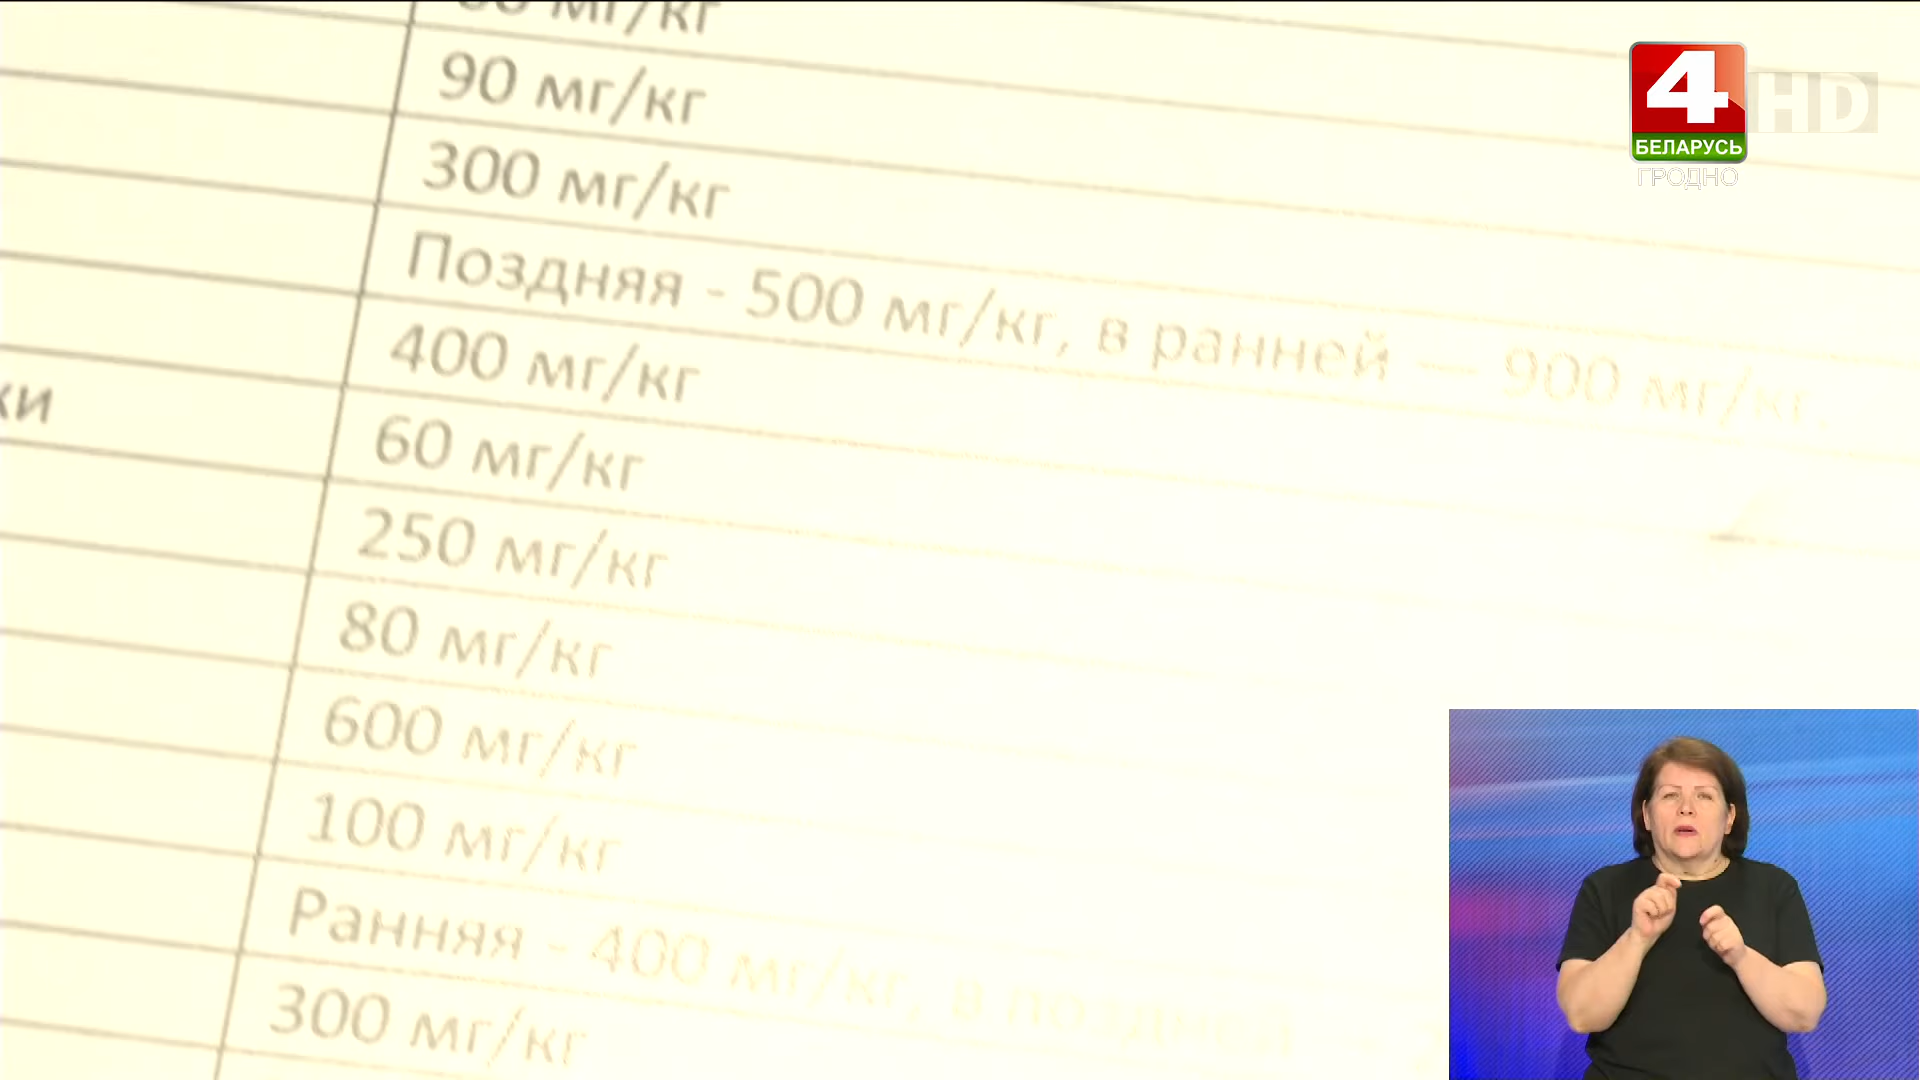 мг/кг
90 мг/кг
300 мг/кг
Поздняя - 500 мг/кг, в ранней — 900 мг/кг.
400 мг/кг
ки
60 мг/кг
250 мг/кг
80 мг/кг
600 мг/кг
100 мг/кг
Ранняя - 400 мг/кг, в поздней -
300 мг/кг
4 HD
БЕЛАРУСЬ
ГРОДНО